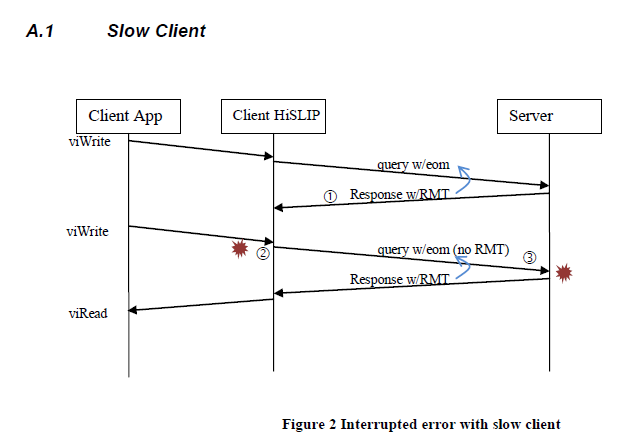 A.1 Slow Client
Client App
Client HiSLIP
Server
viWrite
query w/eom
① Response w/RMT
viWrite
②
query w/eom (no RMT)
③
Response w/RMT
viRead
Figure 2 Interrupted error with slow client